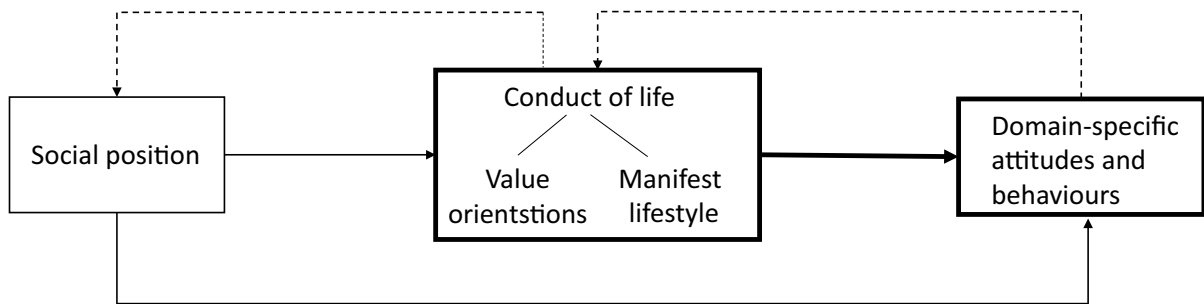 Social position
Conduct of life
Value
orientstions
Manifest
lifestyle
Domain-specific
attitudes and
behaviours